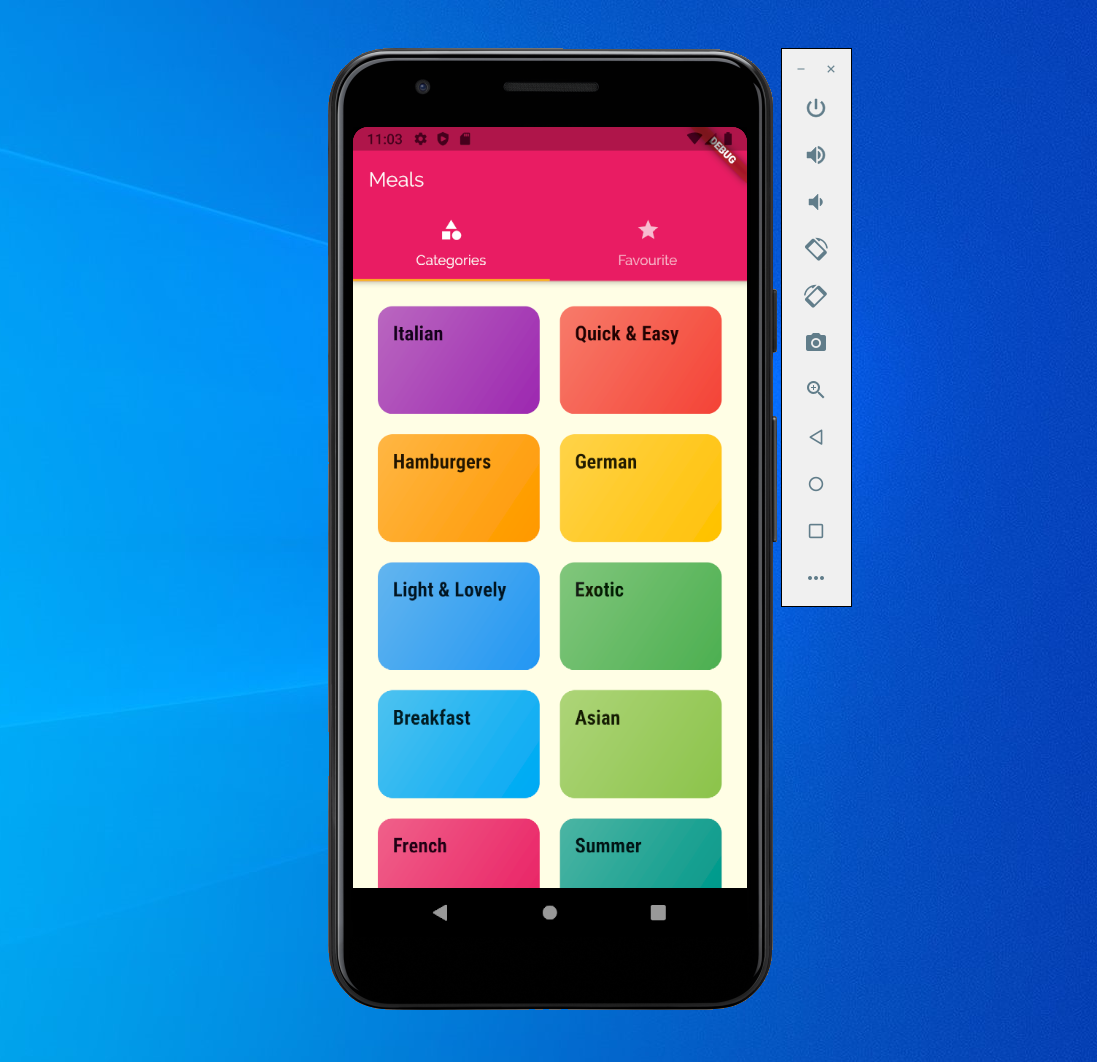 11:03
DEBUG
Meals
Categories
Favourite
Italian
Quick & Easy
Hamburgers
German
Light & Lovely
Exotic
Breakfast
Asian
French
Summer